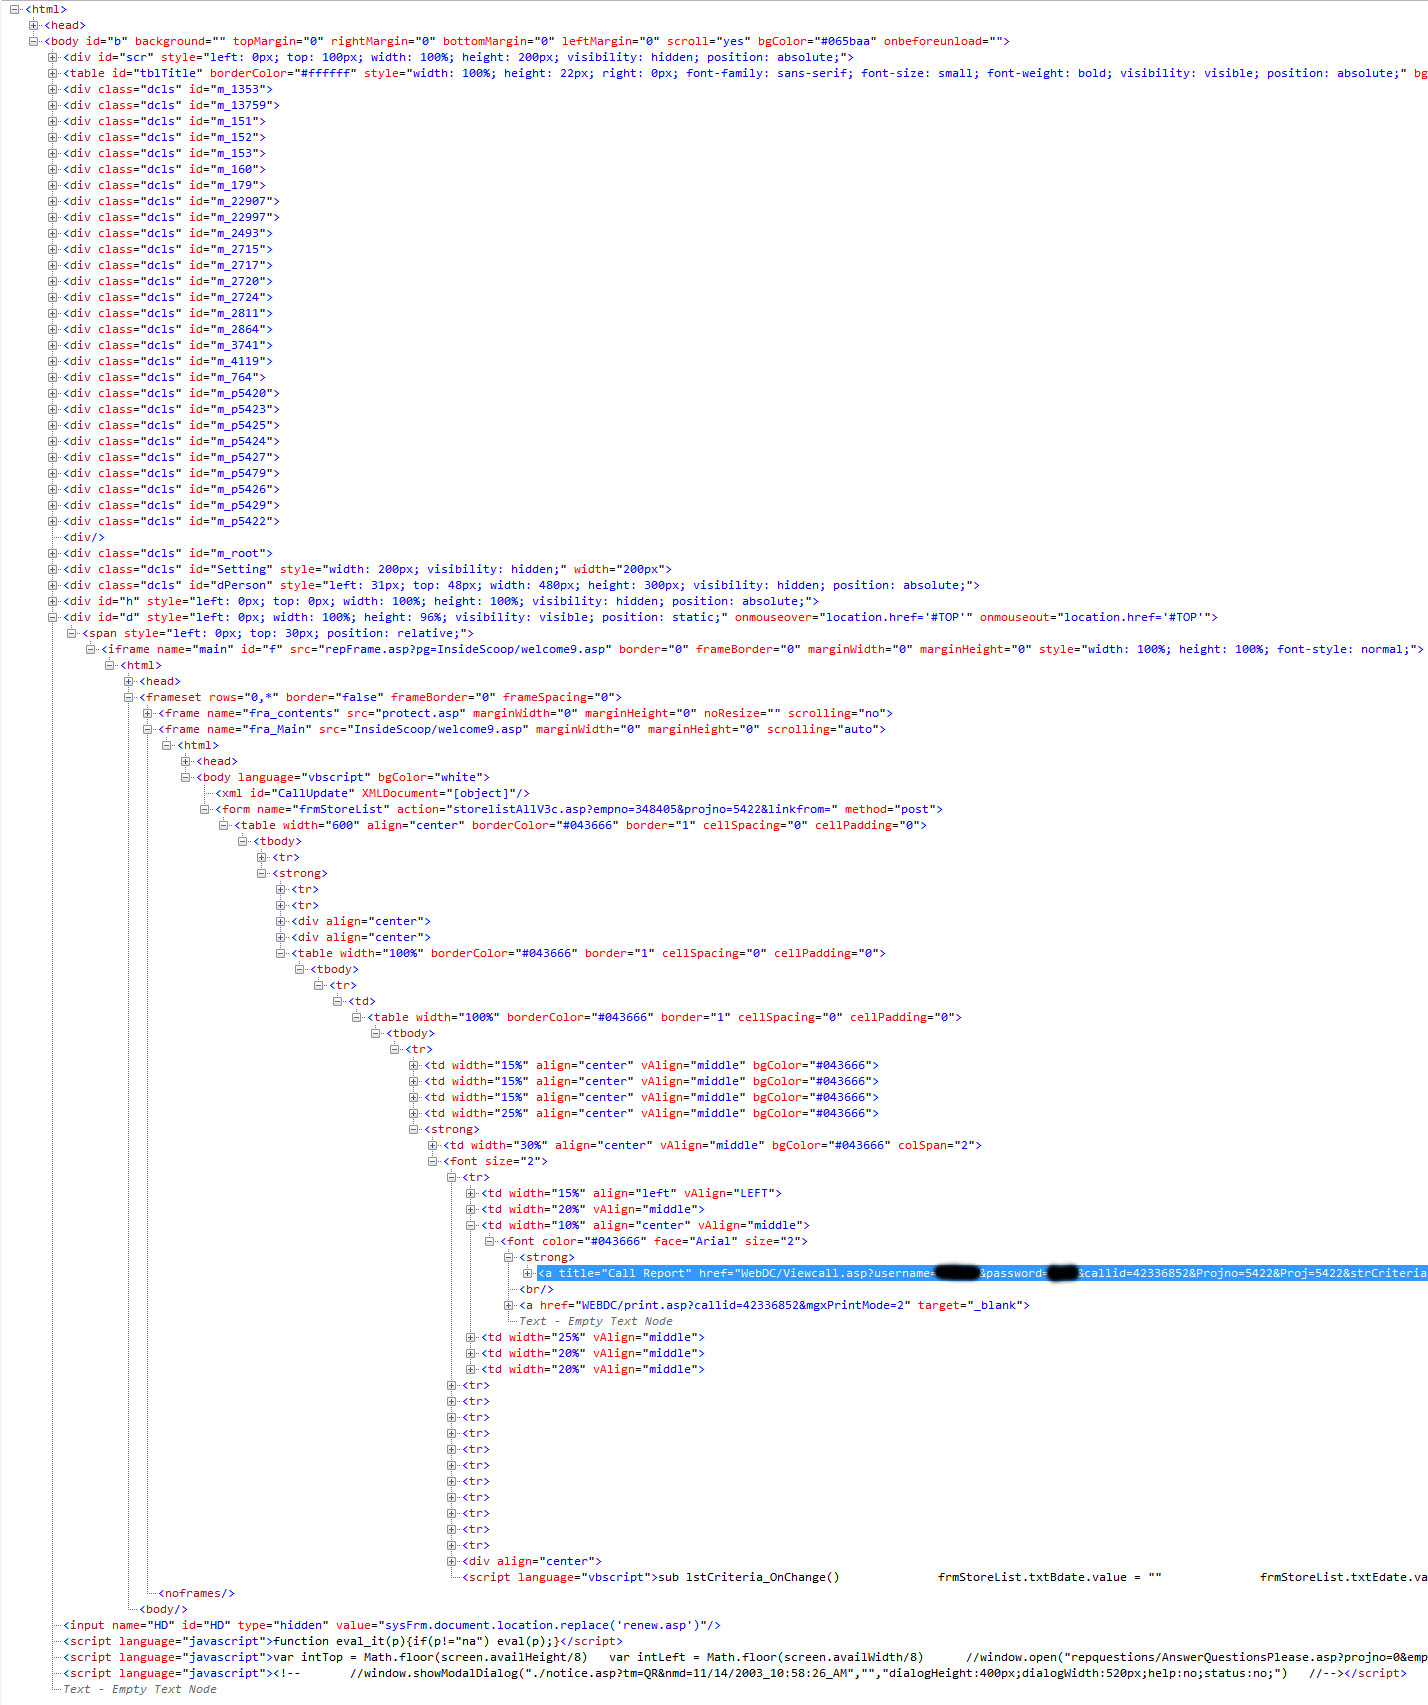 <html>
<head>
<body id="b" background="" topMargin="0" rightMargin="0" bottomMargin="0" leftMargin="0" scroll="yes" bgColor="#065baa" onbeforeunload="">
<div id="scr" style="left: 0px; top: 100px; width: 100%; height: 200px; visibility: hidden; position: absolute;">
<table id="tblTitle" borderColor="#ffffff" style="width: 100%; height: 22px; right: 0px; font-family: sans-serif; font-size: small; font-weight: bold; visibility: visible; position: absolute;" bg
<div class="dcls" id="m_1353">
<div class="dcls" id="m_13759">
<div class="dcls" id="m_151">
<div class="dcls" id="m_152">
<div class="dcls" id="m_153">
<div class="dcls" id="m_160">
<div class="dcls" id="m_179">
<div class="dcls" id="m_22907">
<div class="dcls" id="m_22997">
<div class="dcls" id="m_2493">
<div class="dcls" id="m_2715">
<div class="dcls" id="m_2717">
<div class="dcls" id="m_2720">
<div class="dcls" id="m_2724">
<div class="dcls" id="m_2811">
<div class="dcls" id="m_2864">
<div class="dcls" id="m_3741">
<div class="dcls" id="m_4119">
<div class="dcls" id="m_764">
<div class="dcls" id="m_p5420">
<div class="dcls" id="m_p5423">
<div class="dcls" id="m_p5425">
<div class="dcls" id="m_p5424">
<div class="dcls" id="m_p5427">
<div class="dcls" id="m_p5479">
<div class="dcls" id="m_p5426">
<div class="dcls" id="m_p5429">
<div class="dcls" id="m_p5422">
<div/>
<div class="dcls" id="m_root">
<div class="dcls" id="Setting" style="width: 200px; visibility: hidden;" width="200px">
<div class="dcls" id="dPerson" style="left: 31px; top: 48px; width: 480px; height: 300px; visibility: hidden; position: absolute;">
<div id="h" style="left: 0px; top: 0px; width: 100%; height: 100%; visibility: hidden; position: absolute;">
<div id="d" style="left: 0px; width: 100%; height: 96%; visibility: visible; position: static;" onmouseover="location.href='#TOP'" onmouseout="location.href='#TOP'">
<span style="left: 0px; top: 30px; position: relative;">
<iframe name="main" id="f" src="repFrame.asp?pg=InsideScoop/welcome9.asp" border="0" frameBorder="0" marginWidth="0" marginHeight="0" style="width: 100%; height: 100%; font-style: normal;">
<html>
<head>
<frameset rows="0,*" border="false" frameBorder="0" frameSpacing="0">
<frame name="fra_contents" src="protect.asp" marginWidth="0" marginHeight="0" noResize="" scrolling="no">
<frame name="fra_Main" src="InsideScoop/welcome9.asp" marginWidth="0" marginHeight="0" scrolling="auto">
<html>
<head>
<body language="vbscript" bgColor="white">
<xml id="CallUpdate" XMLDocument="[object]"/>
<form name="frmStoreList" action="storelistAllV3c.asp?empno=348405&projno=5422&linkfrom=" method="post">
<table width="600" align="center" borderColor="#043666" border="1" cellSpacing="0" cellPadding="0">
<tbody>
<tr>
<strong>
<tr>
<tr>
<div align="center">
<div align="center">
<table width="100%" borderColor="#043666" border="1" cellSpacing="0" cellPadding="0">
<tbody>
<tr>
<td>
<table width="100%" borderColor="#043666" border="1" cellSpacing="0" cellPadding="0">
<tbody>
<tr>
<td width="15%" align="center" vAlign="middle" bgColor="#043666">
<td width="15%" align="center" vAlign="middle" bgColor="#043666">
<td width="15%" align="center" vAlign="middle" bgColor="#043666">
<td width="25%" align="center" vAlign="middle" bgColor="#043666">
<strong>
<td width="30%" align="center" vAlign="middle" bgColor="#043666" colSpan="2">
<font size="2">
<tr>
<td width="15%" align="left" vAlign="LEFT">
<td width="20%" vAlign="middle">
<td width="10%" align="center" vAlign="middle">
<font color="#043666" face="Arial" size="2">
<strong>
<a title="Call Report" href="WebDC/Viewcall.asp?username= &password= &callid=42336852&Projno=5422&Proj=5422&strCriteria
<br/>
<a href="WEBDC/print.asp?callid=42336852&mgxPrintMode=2" target="_blank">
Text - Empty Text Node
<td width="25%" vAlign="middle">
<td width="20%" vAlign="middle">
<td width="20%" vAlign="middle">
<tr>
<tr>
<tr>
<tr>
<tr>
<tr>
<tr>
<tr>
<tr>
<tr>
<tr>
<div align="center">
<script language="vbscript">sub lstCriteria_OnChange() frmStoreList.txtBdate.value = "" frmStoreList.txtEdate.va
<noframes/>
<body/>
<input name="HD" id="HD" type="hidden" value="sysFrm.document.location.replace('renew.asp')"/>
<script language="javascript">function eval_it(p){if(p!="na") eval(p);}</script>
<script language="javascript">var intTop = Math.floor(screen.availHeight/8) var intLeft = Math.floor(screen.availWidth/8) //window.open("repquestions/AnswerQuestionsPlease.asp?projno=0&emp
<script language="javascript"><!-- //window.showModalDialog("./notice.asp?tm=QR&nmd=11/14/2003_10:58:26_AM","","dialogHeight:400px;dialogWidth:520px;help:no;status:no;") //--></script>
Text - Empty Text Node